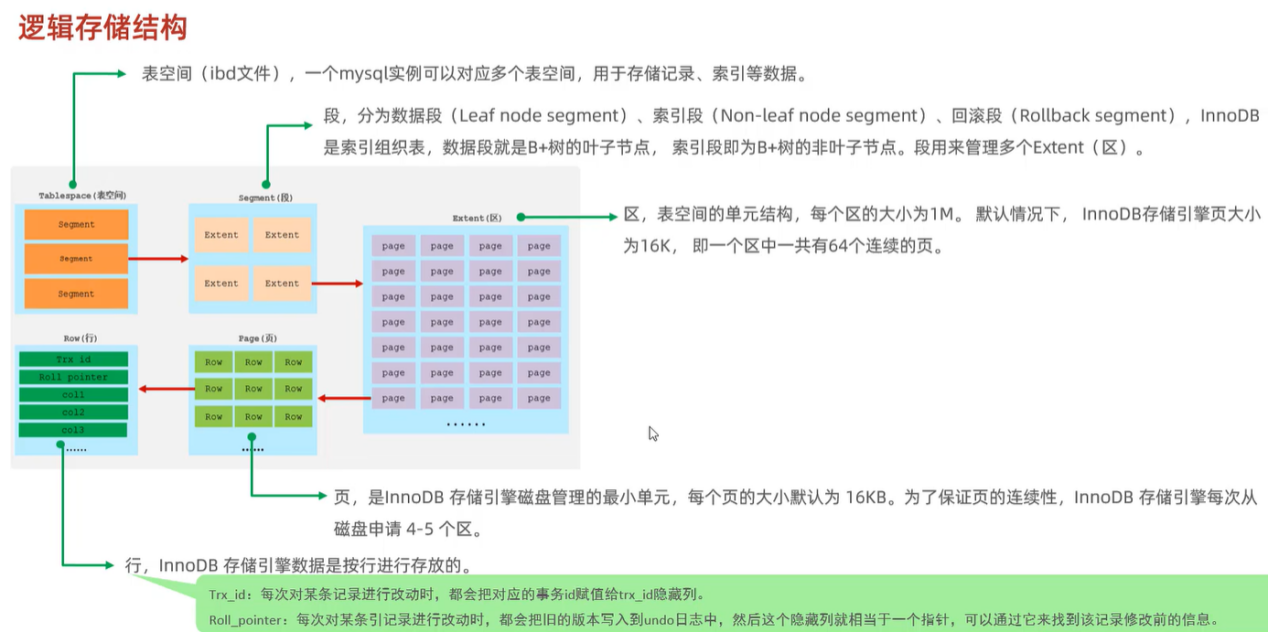 逻辑存储结构
表空间（ibd文件），一个mysql实例可以对应多个表空间，用于存储记录、索引等数据。
段，分为数据段（Leaf node segment）、索引段（Non-leaf node segment）、回滚段（Rollback segment），InnoDB
是索引组织表，数据段就是B+树的叶子节点， 索引段即为B+树的非叶子节点。段用来管理多个Extent（区）。
Tablespace(表空间)
Segment
Segment
Segment
Segment(段)
Extent Extent
Extent Extent
Extent(区)
page page page page
page page page page
page page page page
page page page page
page page page page
page page page page
page page page page
······
区，表空间的单元结构，每个区的大小为1M。 默认情况下， InnoDB存储引擎页大小
为16K， 即一个区中一共有64个连续的页。
Row(行)
Trx id
Roll pointer
col1
col2
col3
······
Page(页)
Row Row Row
Row Row Row
Row Row Row
······
页，是InnoDB 存储引擎磁盘管理的最小单元，每个页的大小默认为 16KB。为了保证页的连续性，InnoDB 存储引擎每次从
磁盘申请 4-5 个区。
行，InnoDB 存储引擎数据是按行进行存放的。
Trx_id：每次对某条记录进行改动时，都会把对应的事务id赋值给trx_id隐藏列。
Roll_pointer：每次对某条引记录进行改动时，都会把旧的版本写入到undo日志中，然后这个隐藏列就相当于一个指针，可以通过它来找到该记录修改前的信息。